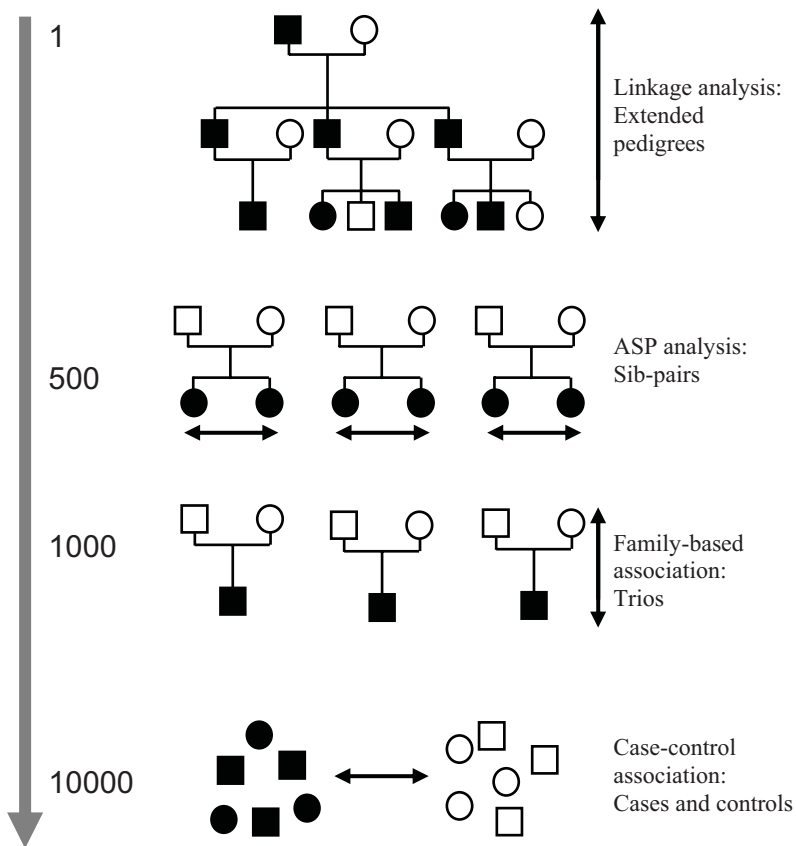 1
Linkage analysis:
Extended
pedigrees
500
ASP analysis:
Sib-pairs
1000
Family-based
association:
Trios
10000
Case-control
association:
Cases and controls